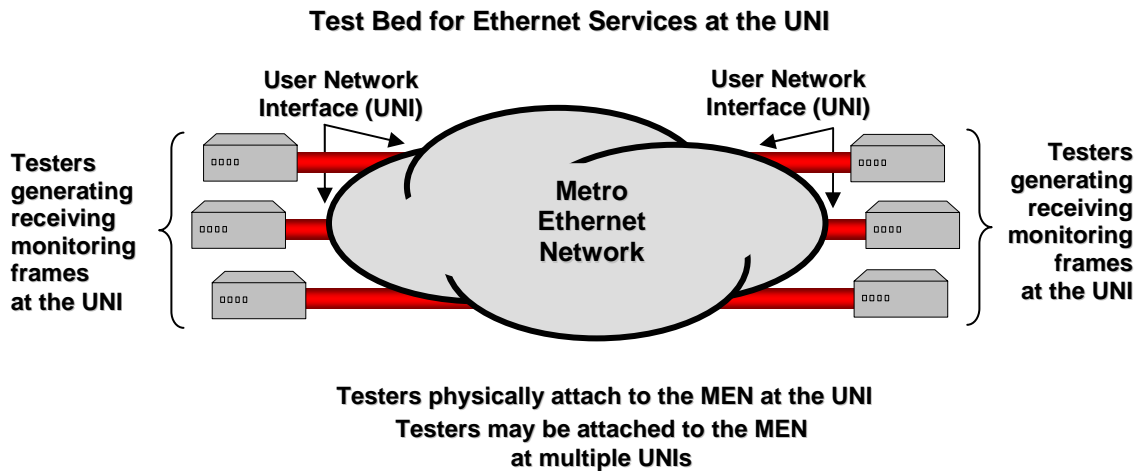 Test Bed for Ethernet Services at the UNI
User Network
Interface (UNI)
User Network
Interface (UNI)
Testers
generating
receiving
monitoring
frames
at the UNI
Metro
Ethernet
Network
Testers
generating
receiving
monitoring
frames
at the UNI
Testers physically attach to the MEN at the UNI
Testers may be attached to the MEN
at multiple UNIs